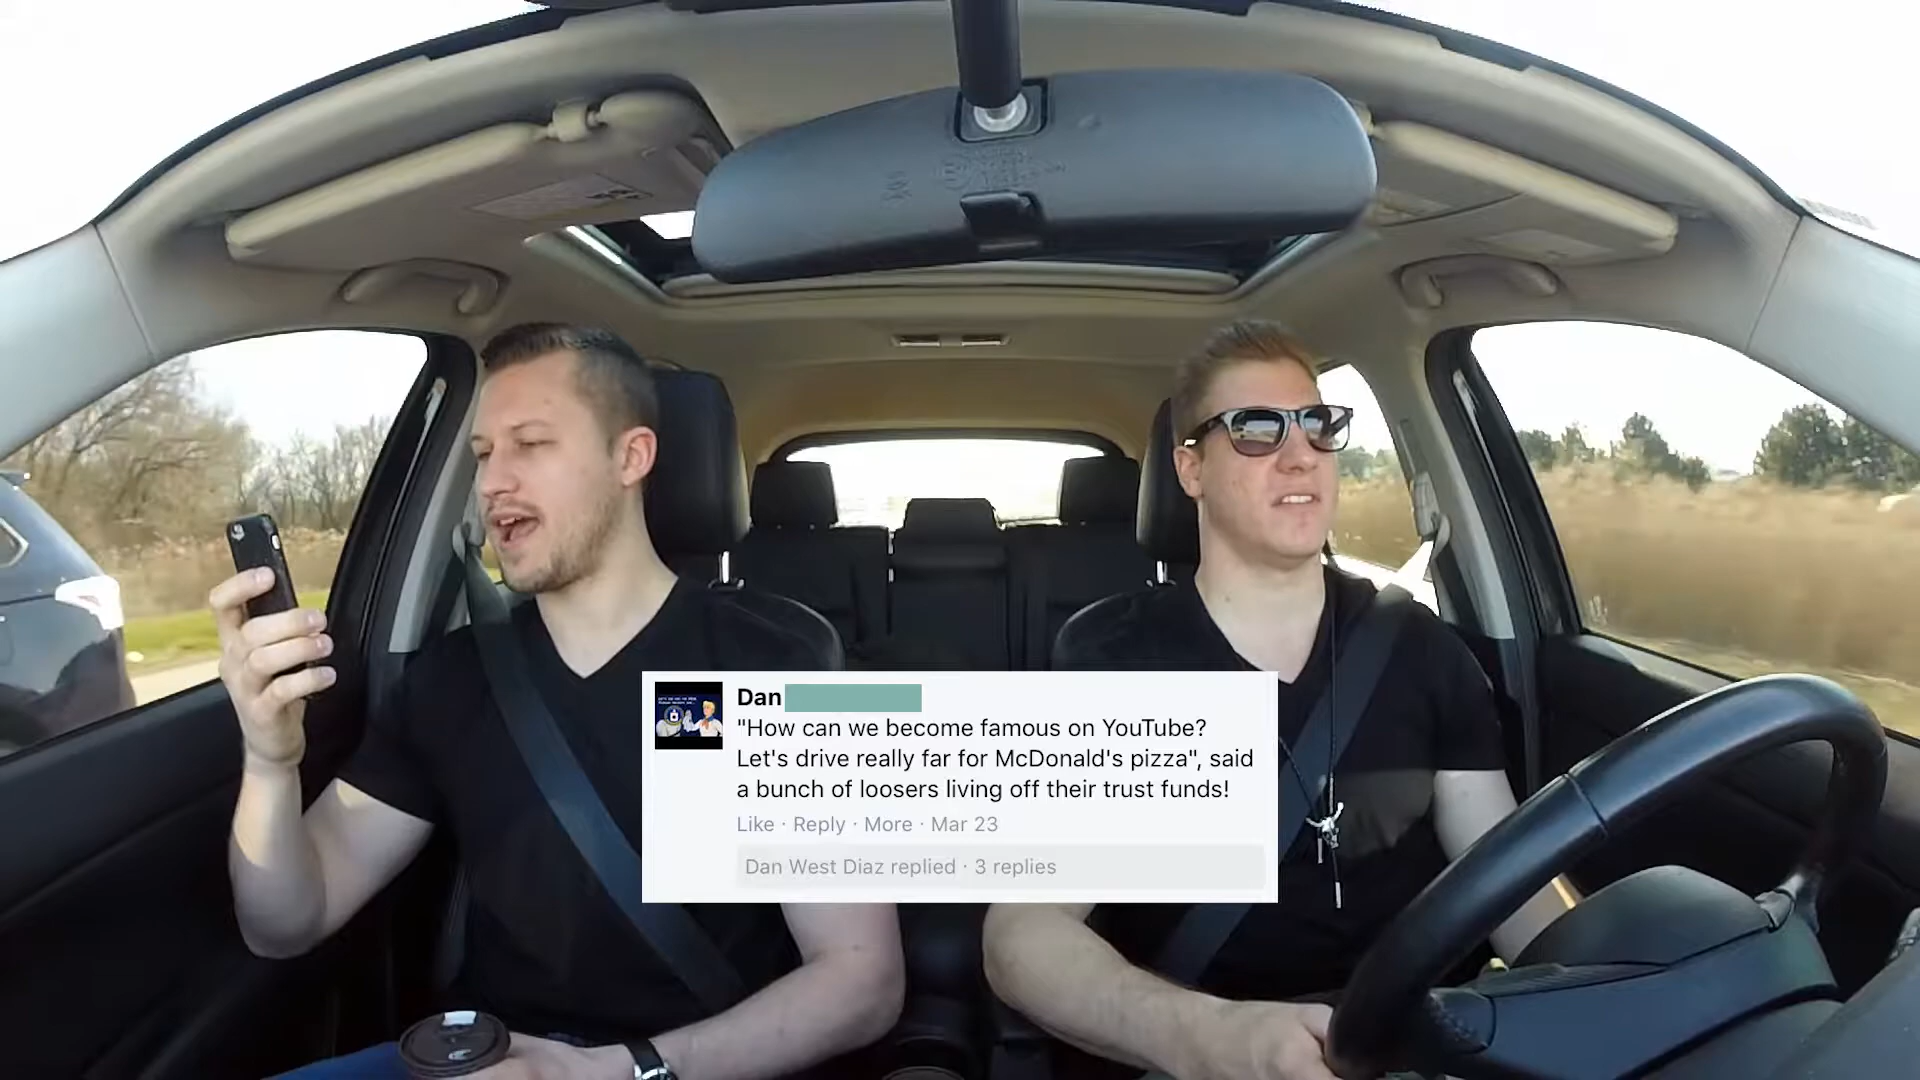 Dan
"How can we become famous on YouTube?
Let's drive really far for McDonald's pizza", said
a bunch of loosers living off their trust funds!
Like · Reply · More · Mar 23
Dan West Diaz replied · 3 replies